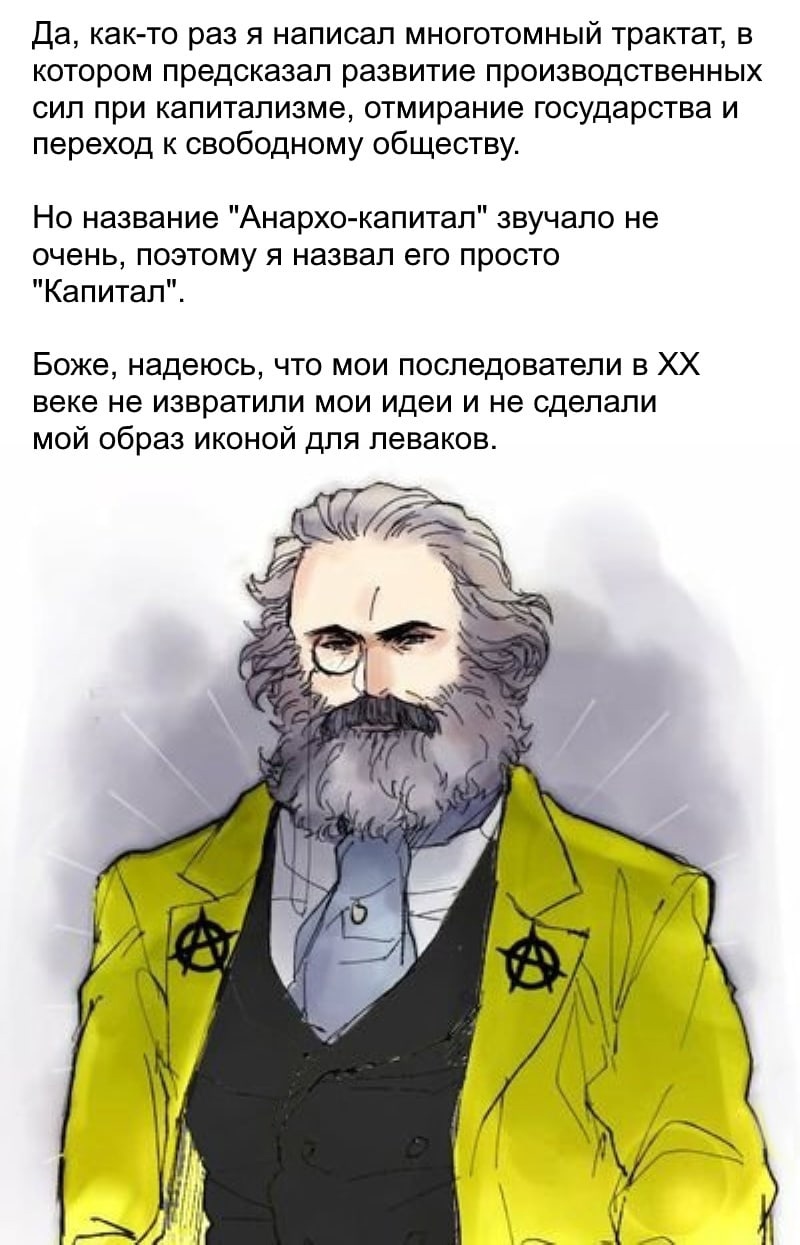 Да, как-то раз я написал многотомный трактат, в
котором предсказал развитие производственных
сил при капитализме, отмирание государства и
переход к свободному обществу.
Но название "Анархо-капитал" звучало не
очень, поэтому я назвал его просто
"Капитал".
Боже, надеюсь, что мои последователи в XX
веке не извратили мои идеи и не сделали
мой образ иконой для леваков.